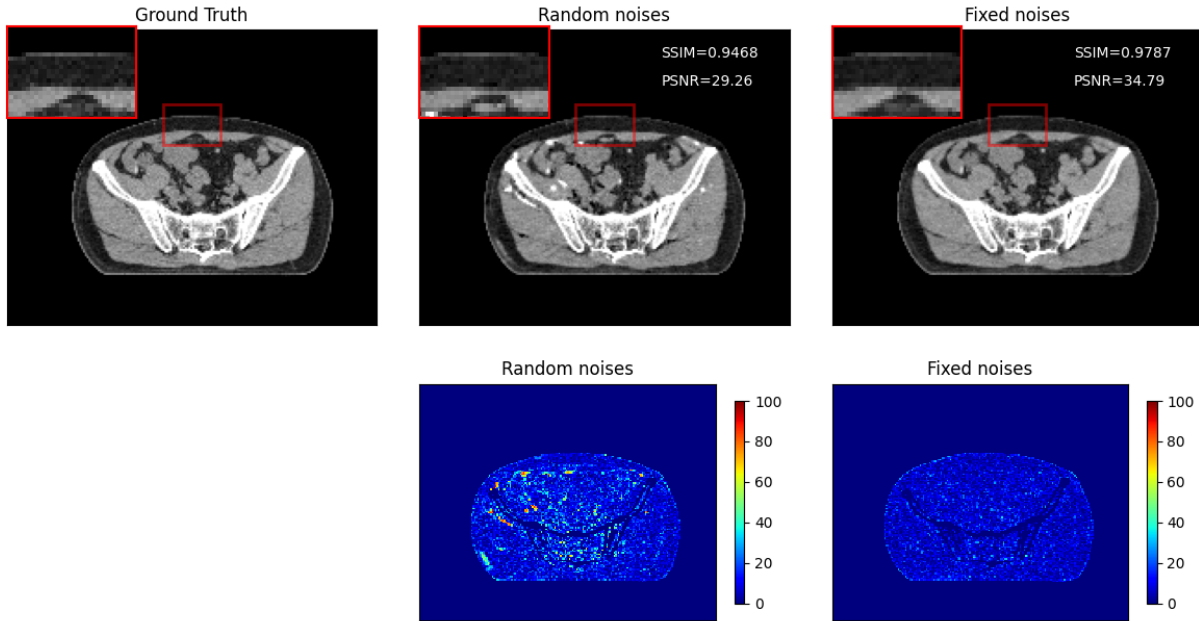 Ground Truth
Random noises
Fixed noises
SSIM=0.9468
PSNR=29.26
SSIM=0.9787
PSNR=34.79
Random noises
Fixed noises
100
80
60
40
20
0
100
80
60
40
20
0